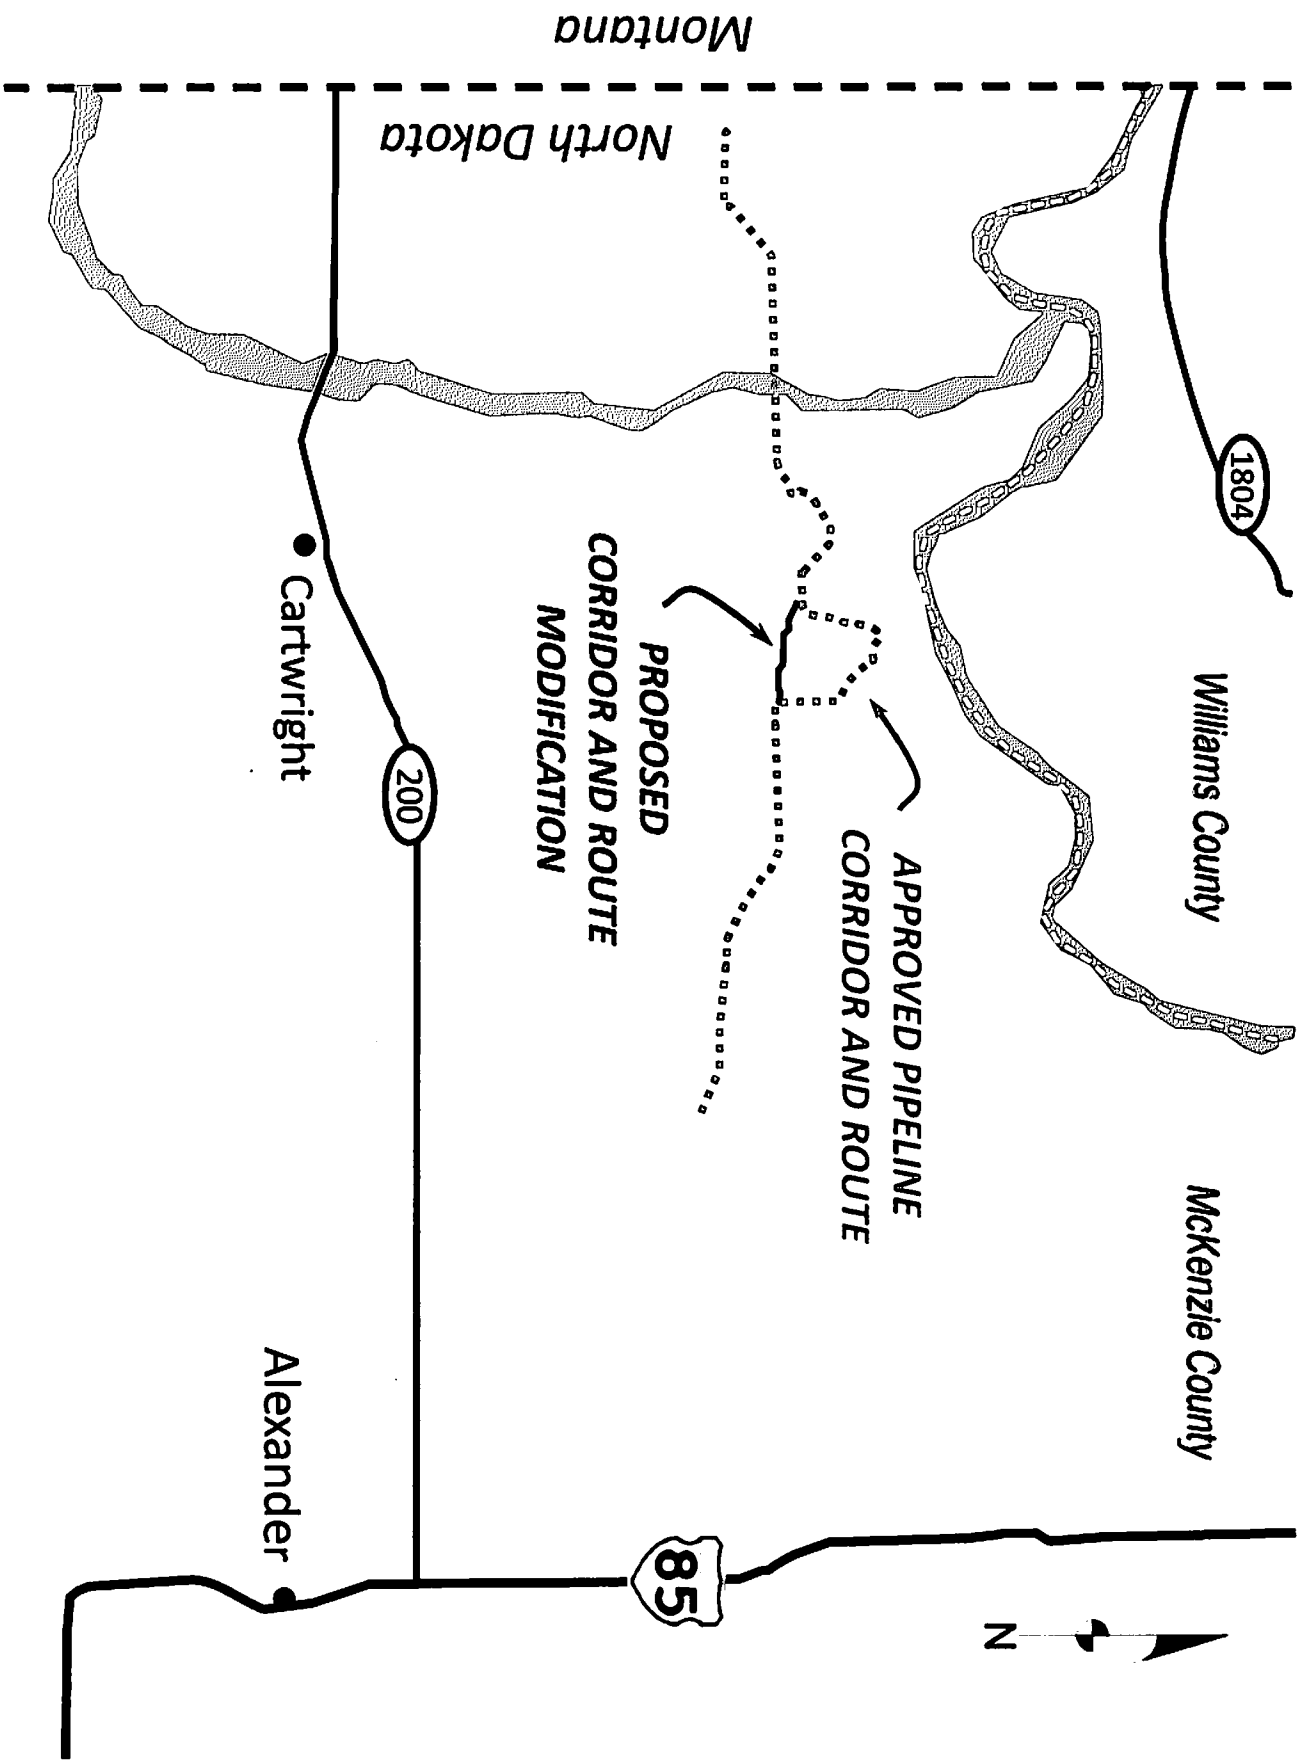 Montana
North Dakota
1804
Williams County
McKenzie County
APPROVED PIPELINE
CORRIDOR AND ROUTE
PROPOSED
CORRIDOR AND ROUTE
MODIFICATION
200
Cartwright
Alexander
85
N